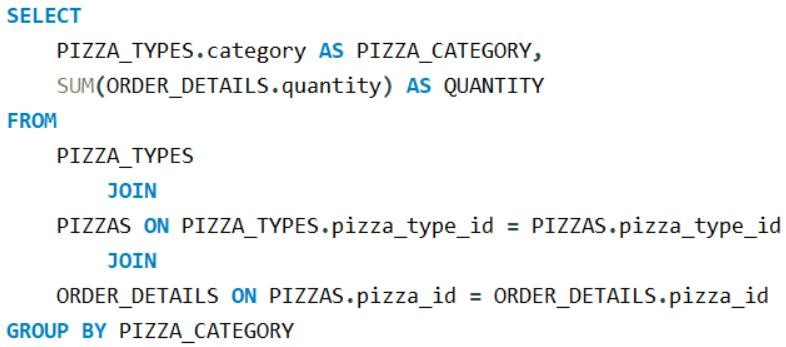 SELECT
PIZZA_TYPES.category AS PIZZA_CATEGORY,
SUM(ORDER_DETAILS.quantity) AS QUANTITY
FROM
PIZZA_TYPES
JOIN
PIZZAS ON PIZZA_TYPES.pizza_type_id = PIZZAS.pizza_type_id
JOIN
ORDER_DETAILS ON PIZZAS.pizza_id = ORDER_DETAILS.pizza_id
GROUP BY PIZZA_CATEGORY